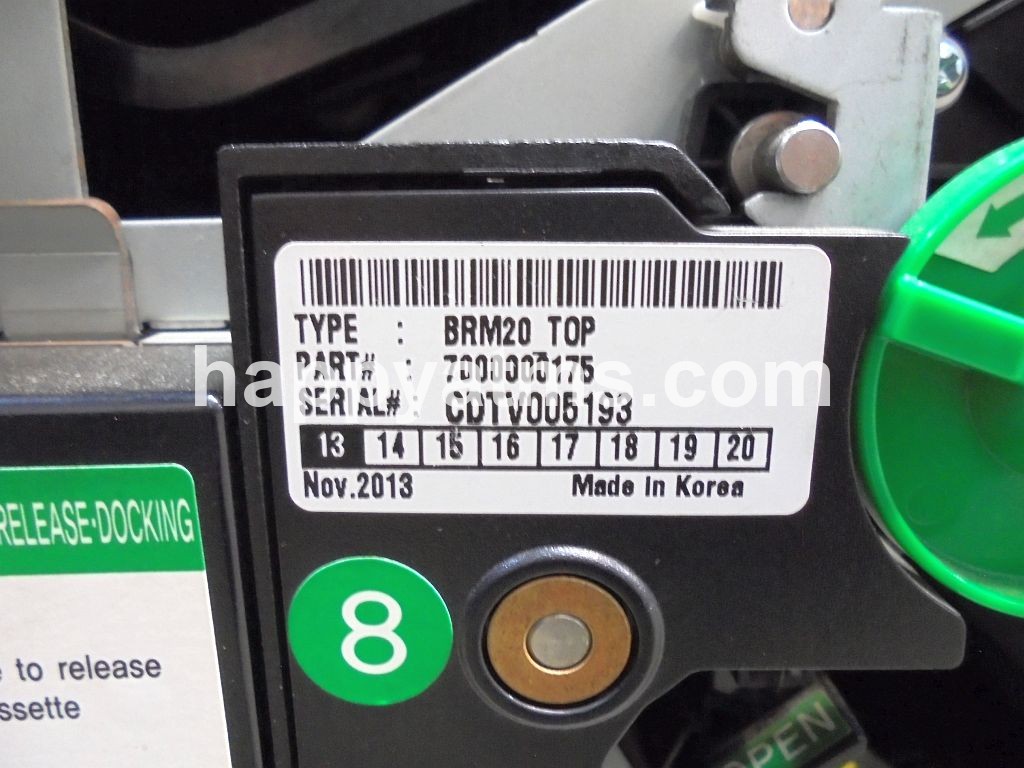 TYPE : BRM20 TOP
PART# : 7000000175
SERIAL# : CDTV005193
13 14 15 16 17 18 19 20
Nov.2013 Made In Korea
RELEASE·DOCKING
to release
8
OPEN